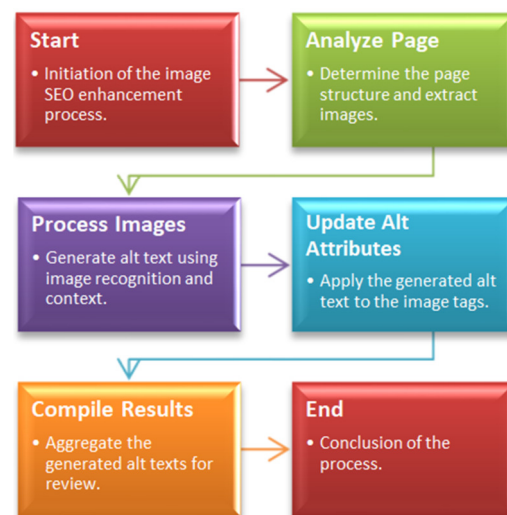 Start
• Initiation of the image
SEO enhancement
process.
Analyze Page
• Determine the page
structure and extract
images.
Process Images
• Generate alt text using
image recognition and
context.
Update Alt
Attributes
• Apply the generated alt
text to the image tags.
Compile Results
• Aggregate the
generated alt texts for
review.
End
• Conclusion of the
process.